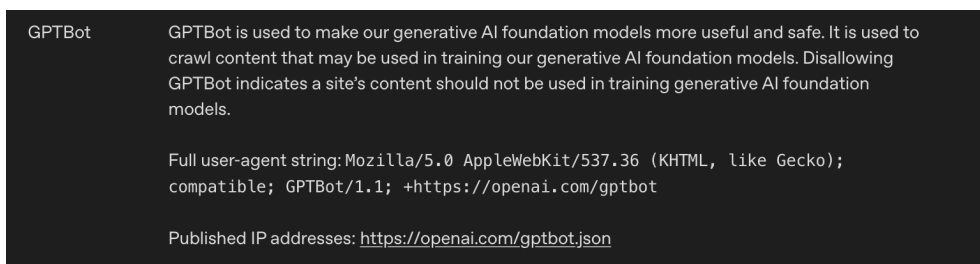 GPTBot
GPTBot is used to make our generative AI foundation models more useful and safe. It is used to
crawl content that may be used in training our generative AI foundation models. Disallowing
GPTBot indicates a site’s content should not be used in training generative AI foundation
models.
Full user-agent string: Mozilla/5.0 AppleWebKit/537.36 (KHTML, like Gecko);
compatible; GPTBot/1.1; +https://openai.com/gptbot
Published IP addresses: https://openai.com/gptbot.json